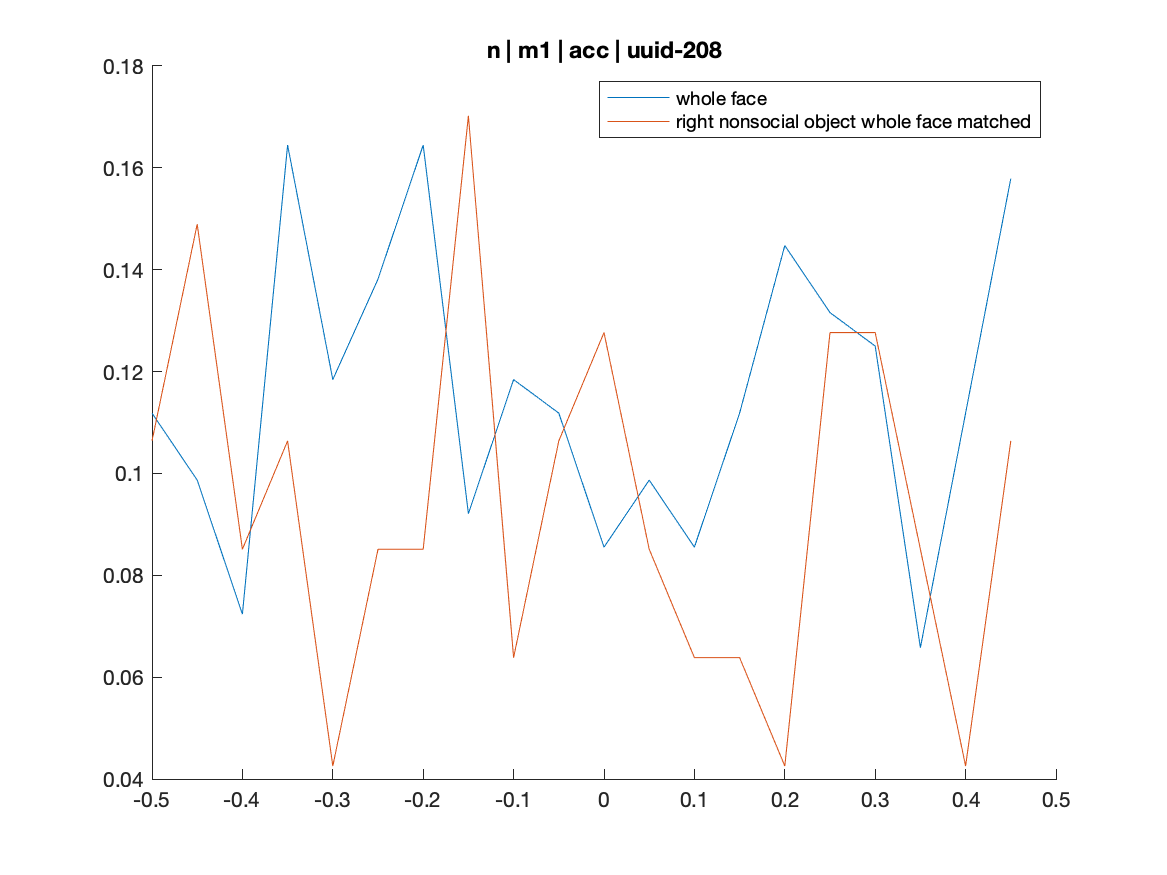 n | m1 | acc | uuid-208
whole face
right nonsocial object whole face matched
0.18
0.16
0.14
0.12
0.1
0.08
0.06
0.04
-0.5 -0.4 -0.3 -0.2 -0.1 0 0.1 0.2 0.3 0.4 0.5